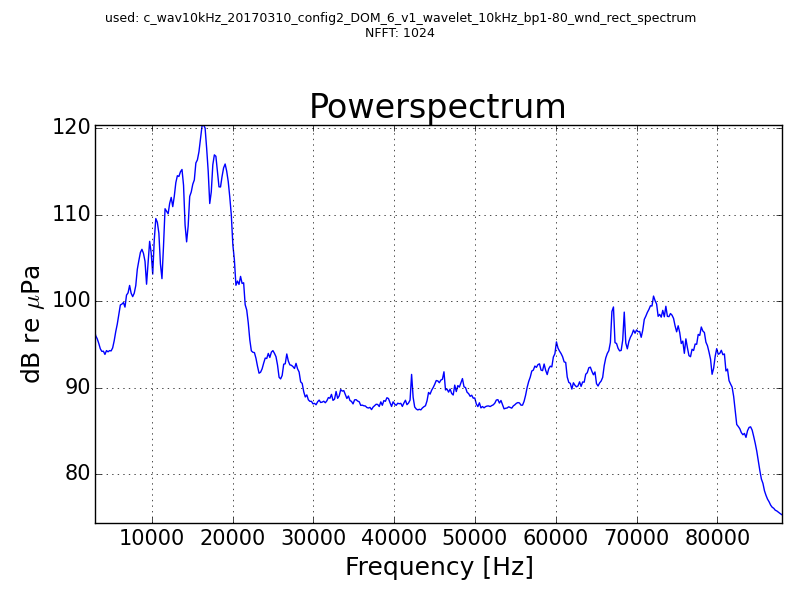 used: c_wav10kHz_20170310_config2_DOM_6_v1_wavelet_10kHz_bp1-80_wnd_rect_spectrum
NFFT: 1024
Powerspectrum
120
110
100
90
80
dB re μPa
10000 20000 30000 40000 50000 60000 70000 80000
Frequency [Hz]